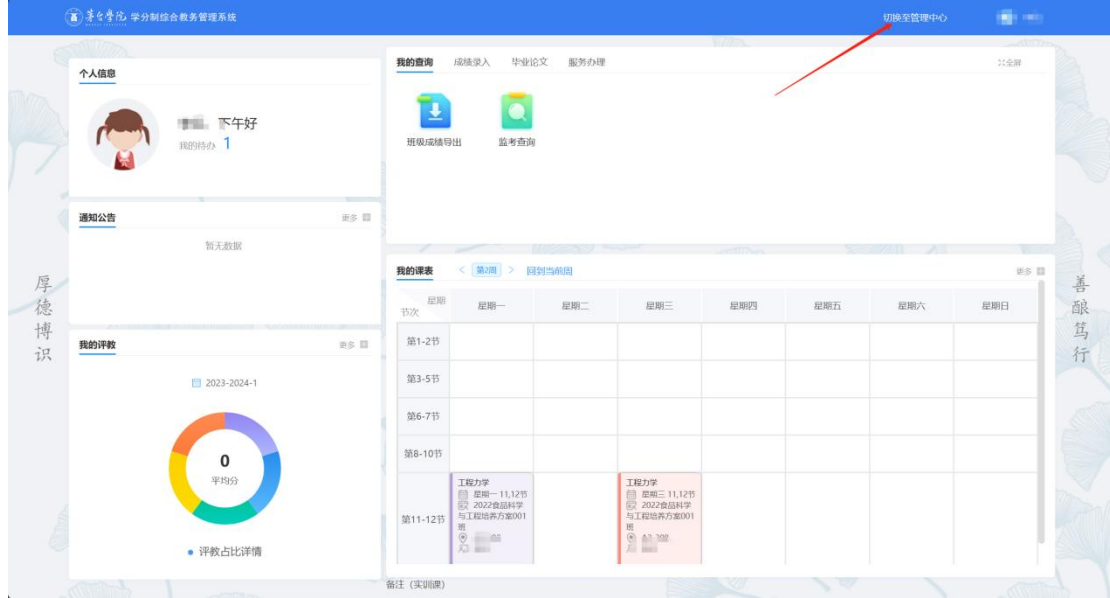 茅台学院 学分制综合教务管理系统
切换至管理中心
个人信息
下午好
我的待办 1
通知公告
更多
暂无数据
我的评教
更多
2023-2024-1
0
平均分
评教占比详情
我的查询 成绩录入 毕业论文 服务办理
全屏
班级成绩导出 监考查询
我的课表 < 第2周 > 回到当前周
更多
星期
节次
星期一 星期二 星期三 星期四 星期五 星期六 星期日
第1-2节
第3-5节
第6-7节
第8-10节
第11-12节
工程力学
星期一 11,12节
2022食品科学
与工程培养方案001
班
工程力学
星期三 11,12节
2022食品科学
与工程培养方案001
班
备注（实训课）
厚德博识
善酿笃行